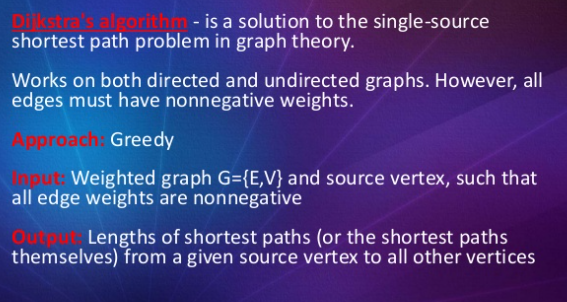 Dijkstra's algorithm - is a solution to the single-source
shortest path problem in graph theory.
Works on both directed and undirected graphs. However, all
edges must have nonnegative weights.
Approach: Greedy
Input: Weighted graph G={E,V} and source vertex, such that
all edge weights are nonnegative
Output: Lengths of shortest paths (or the shortest paths
themselves) from a given source vertex to all other vertices